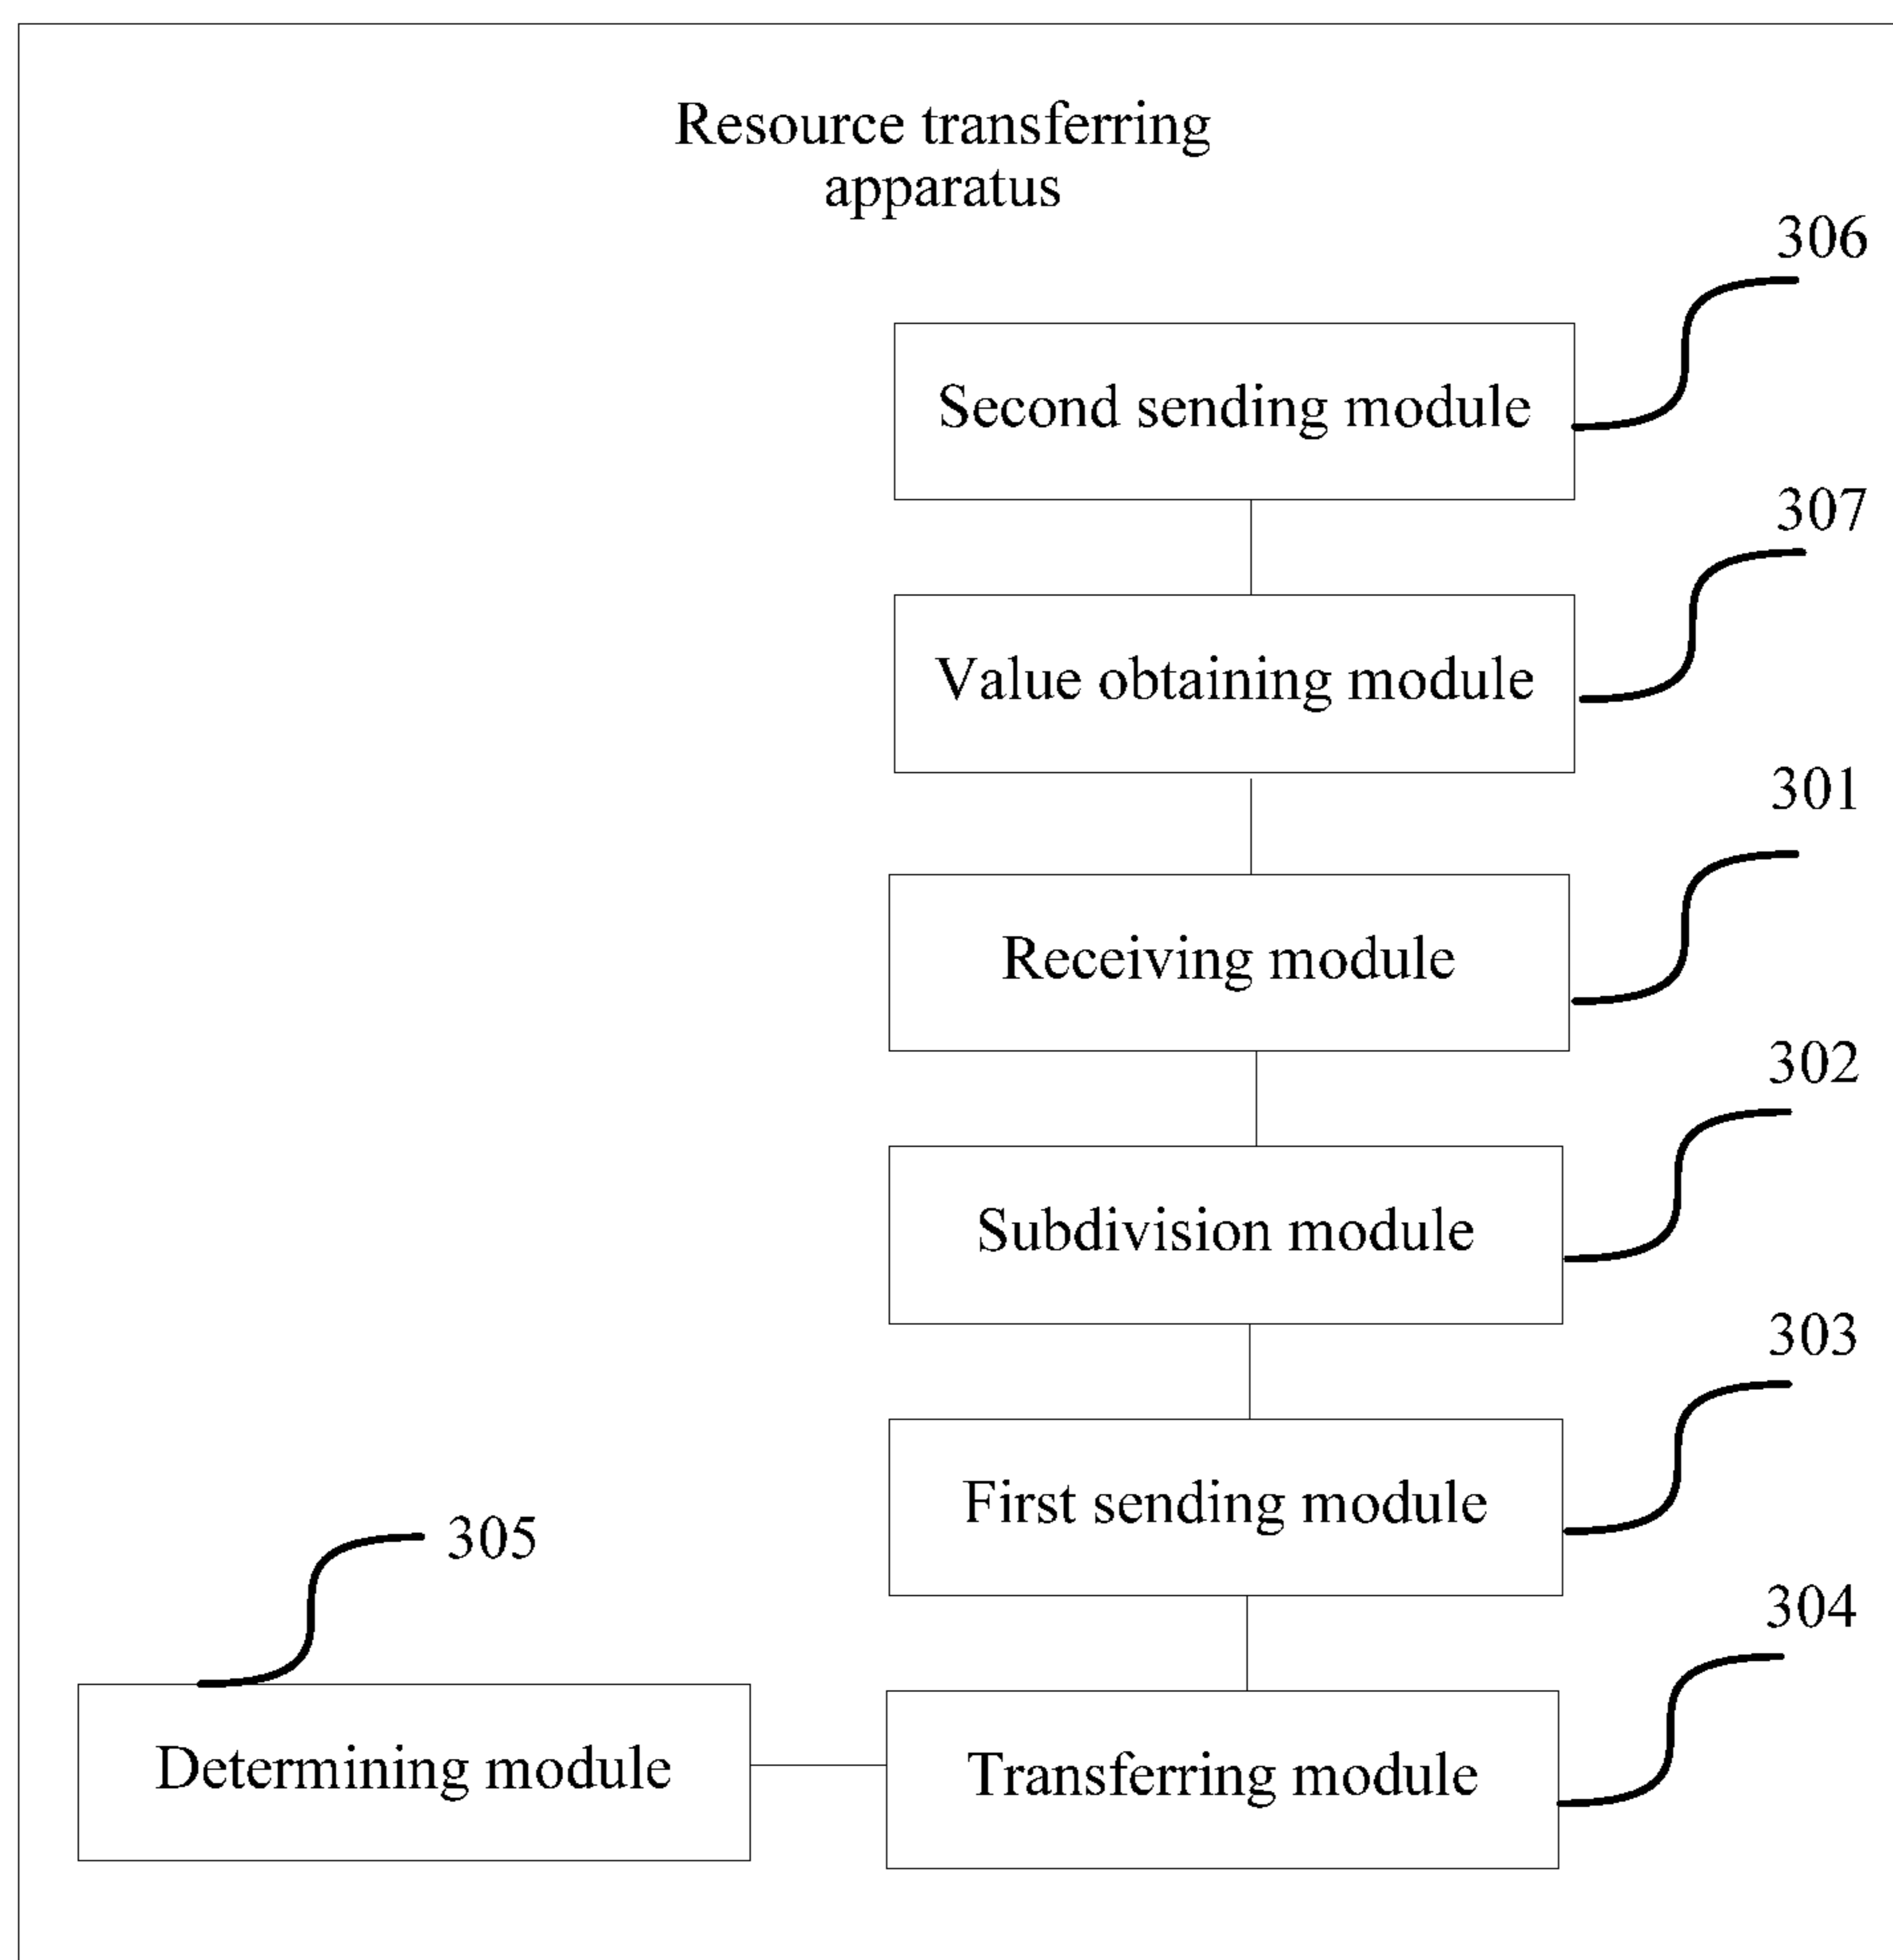 Resource transferring
apparatus
306
Second sending module
307
Value obtaining module
301
Receiving module
302
Subdivision module
303
First sending module
305
304
Determining module
Transferring module